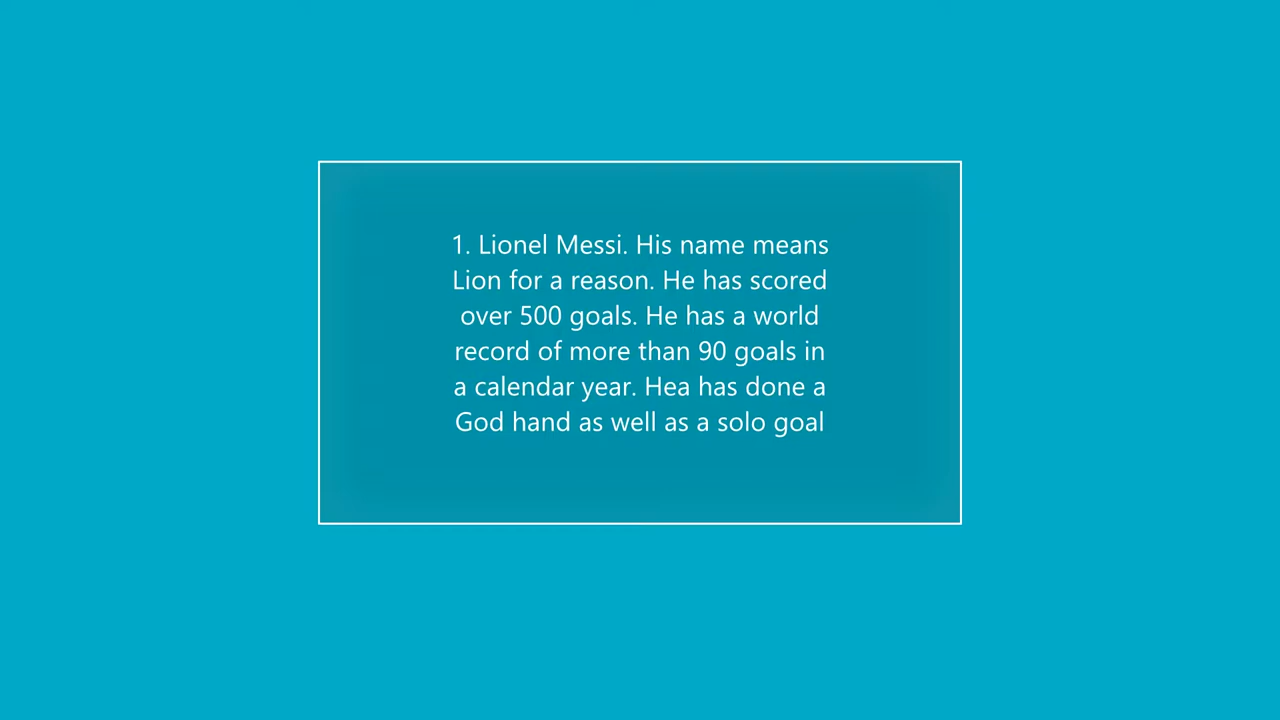 1. Lionel Messi. His name means
Lion for a reason. He has scored
over 500 goals. He has a world
record of more than 90 goals in
a calendar year. Hea has done a
God hand as well as a solo goal